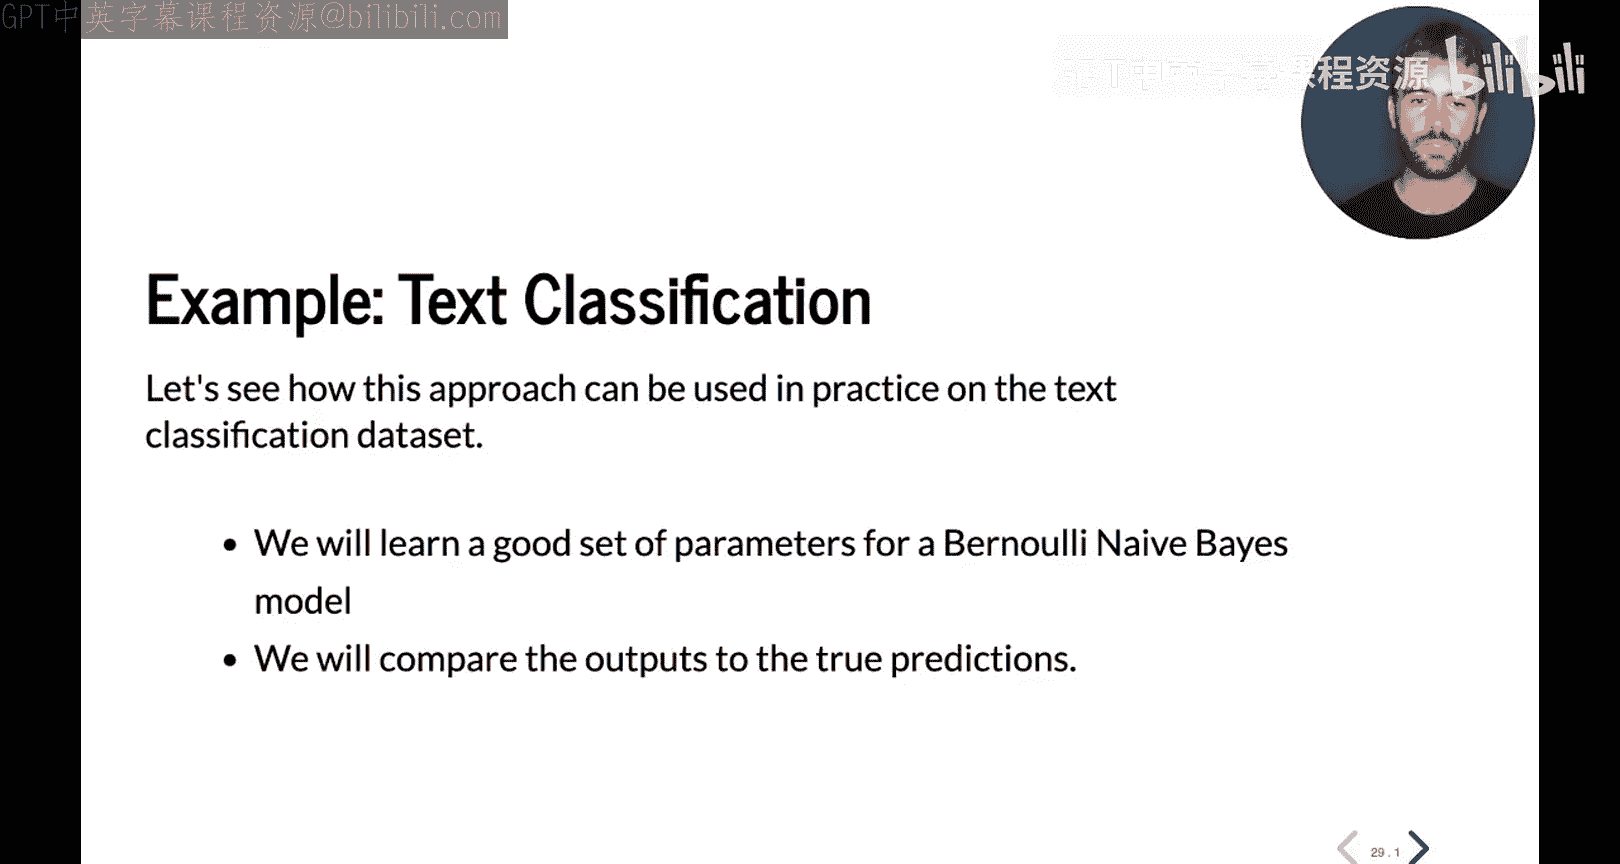 GPT中英字幕课程资源@bilibili.com
课程资源 bilibili
Example: Text Classification
Let's see how this approach can be used in practice on the text
classification dataset.
• We will learn a good set of parameters for a Bernoulli Naive Bayes
model
• We will compare the outputs to the true predictions.
29 . 1